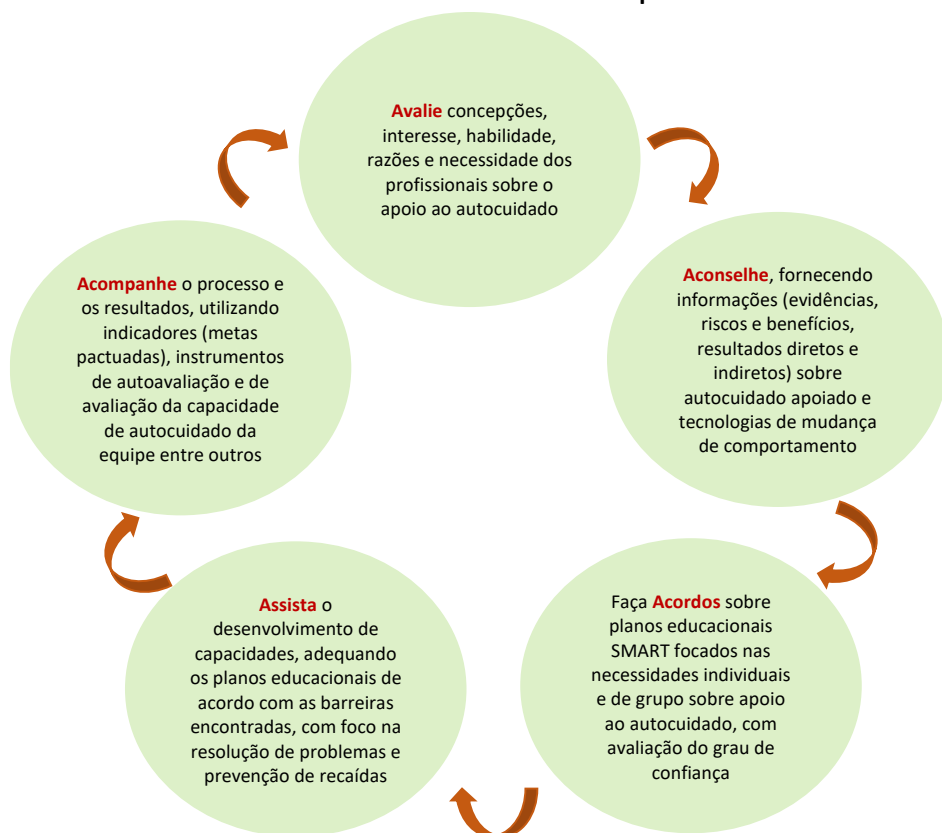 Avalie concepções,
interesse, habilidade,
razões e necessidade dos
profissionais sobre o
apoio ao autocuidado
Aconselhe, fornecendo
informações (evidências,
riscos e benefícios,
resultados diretos e
indiretos) sobre
autocuidado apoiado e
tecnologias de mudança
de comportamento
Faça Acordos sobre
planos educacionais
SMART focados nas
necessidades individuais
e de grupo sobre apoio
ao autocuidado, com
avaliação do grau de
confiança
Assista o
desenvolvimento de
capacidades, adequando
os planos educacionais de
acordo com as barreiras
encontradas, com foco na
resolução de problemas e
prevenção de recaídas
Acompanhe o processo e
os resultados, utilizando
indicadores (metas
pactuadas), instrumentos
de autoavaliação e de
avaliação da capacidade
de autocuidado da
equipe entre outros